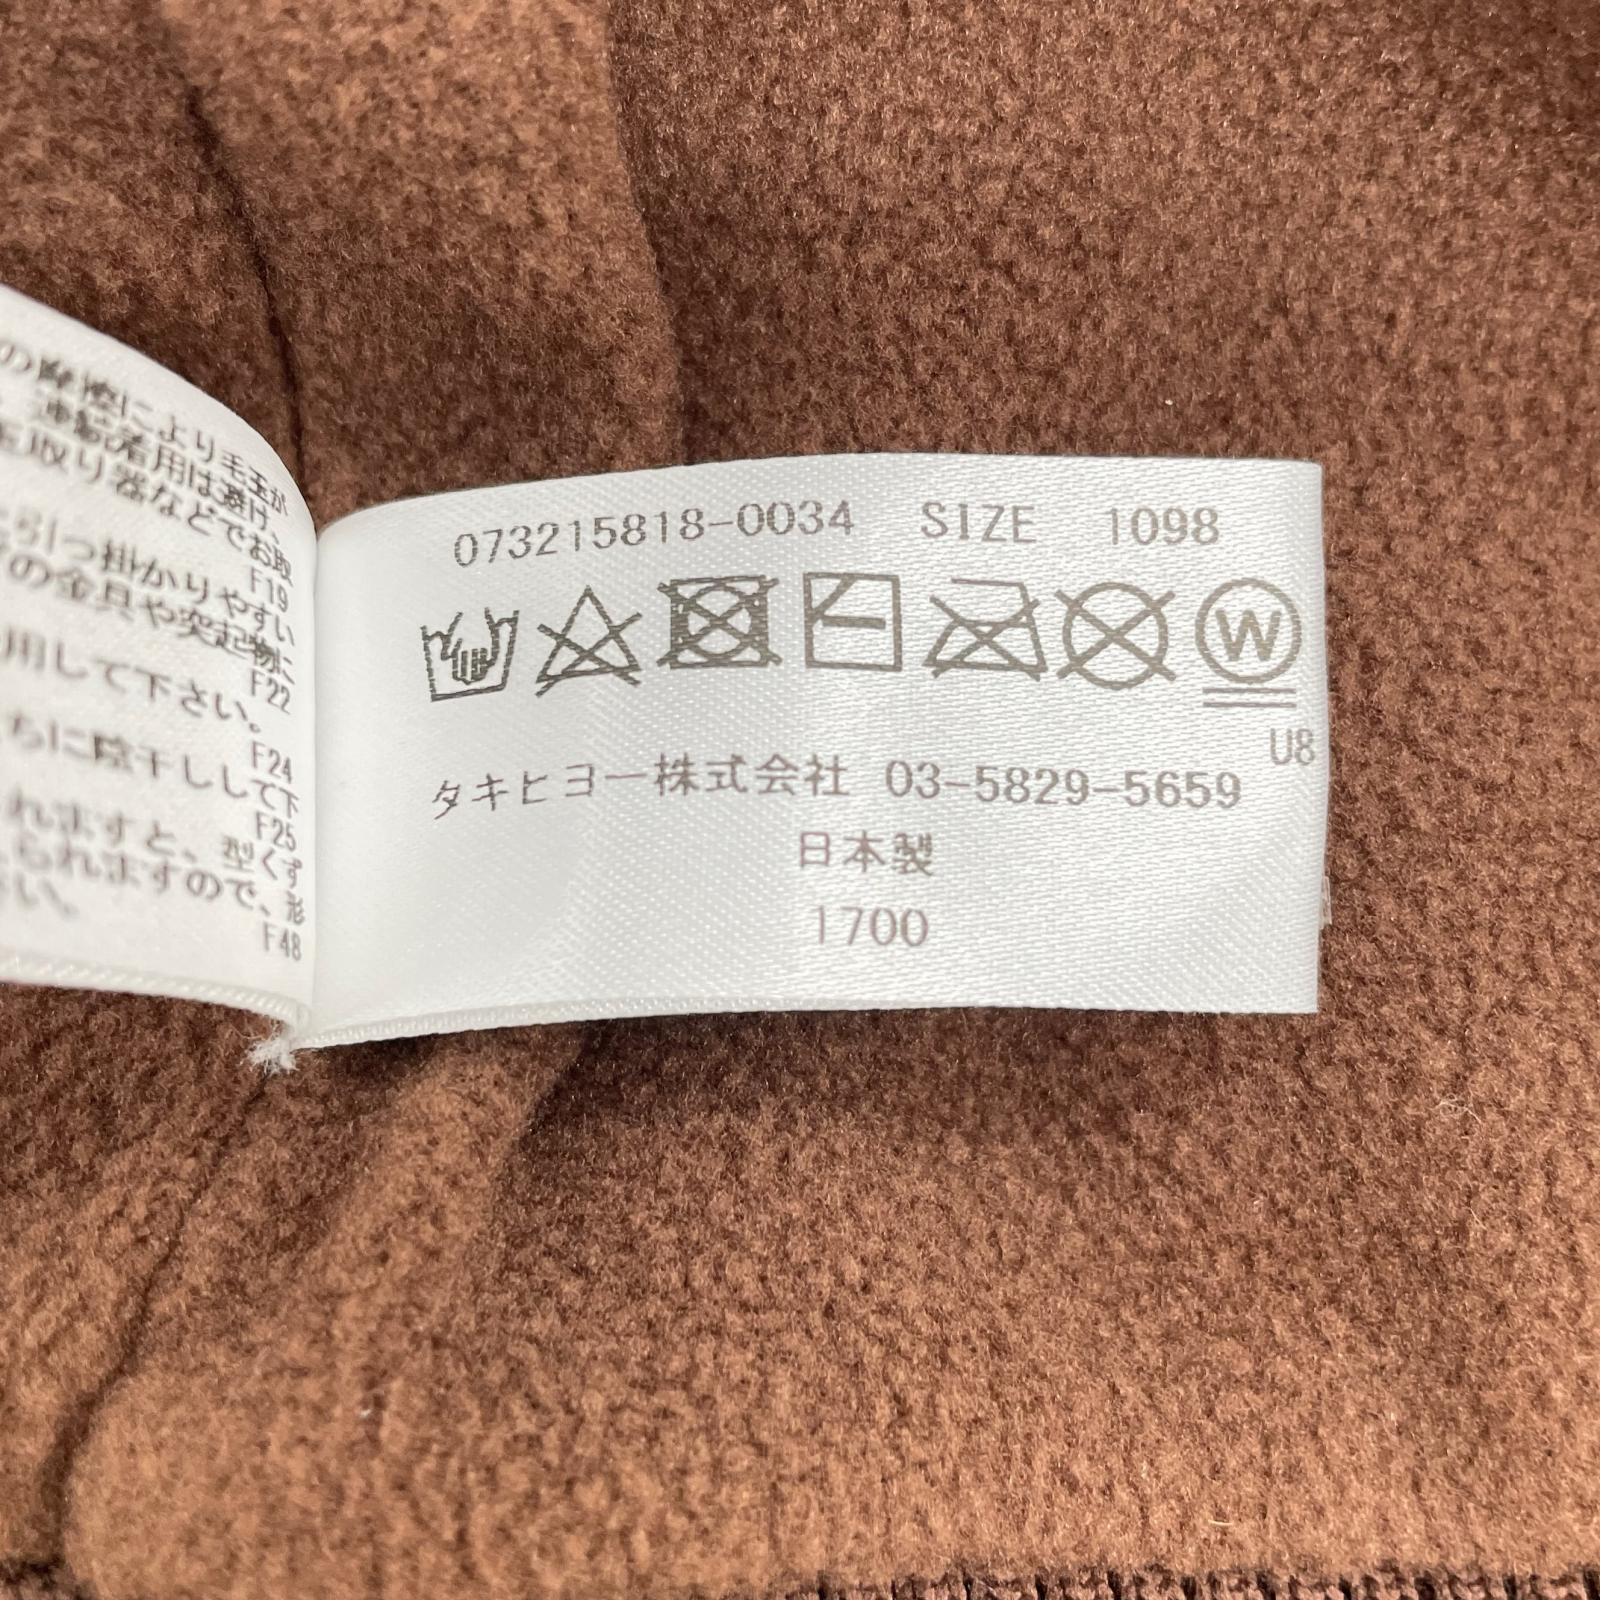 の摩擦により毛玉が
連続着用は避け、
取り器などでお取
F19
引っ掛かりやすい
の金具や突起物に
F22
用して下さい。
F24
ちに陰干しして下
F25
れますと、型くず
られますので、形
さい。
F48
073215818-0034 SIZE 1098
W
U8
タキヒヨー株式会社 03-5829-5659
日本製
1700